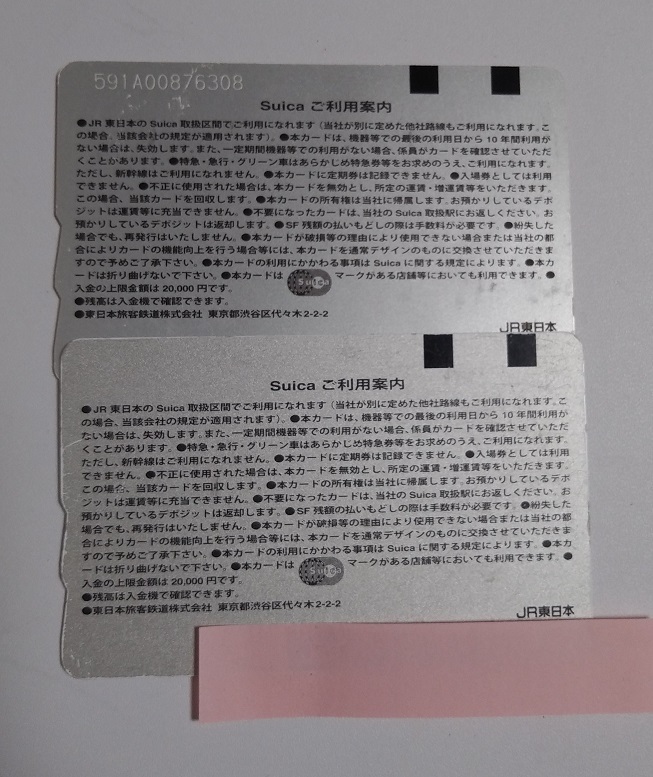 591A00876308
Suica ご利用案内
●JR 東日本の Suica 取扱区間でご利用になれます(当社が別に定めた他社路線もご利用になれます。こ
の場合、当該会社の規定が適用されます)。●本カードは、機器等での最後の利用日から 10 年間利用が
ない場合は、失効します。また、一定期間機器等での利用がない場合、係員がカードを確認させていただ
くことがあります。●特急・急行・グリーン車はあらかじめ特急券等をお求めのうえ、ご利用になれます。
ただし、新幹線はご利用になれません。●本カードに定期券は記録できません。●入場券としては利用
できません。●不正に使用された場合は、本カードを無効とし、所定の運賃・増運賃等をいただきます。
この場合、当該カードを回収します。●本カードの所有権は当社に帰属します。お預かりしているデポ
ジットは運賃等に充当できません。●不要になったカードは、当社の Suica 取扱駅にお返しください。お
預かりしているデポジットは返却します。●SF 残額の払いもどしの際は手数料が必要です。●紛失した
場合でも、再発行はいたしません。●本カードが破損等の理由により使用できない場合または当社の都
合によりカードの機能向上を行う場合等には、本カードを通常デザインのものに交換させていただきま
すので予めご了承下さい。●本カードの利用にかかわる事項は Suica に関する規定によります。●本カ
ードは折り曲げないで下さい。●本カードは Suica マークがある店舗等においても利用できます。●
入金の上限金額は 20,000 円です。
●残高は入金機で確認できます。
●東日本旅客鉄道株式会社 東京都渋谷区代々木2-2-2
JR東日本
Suica ご利用案内
●JR 東日本の Suica 取扱区間でご利用になれます(当社が別に定めた他社路線もご利用になれます。こ
の場合、当該会社の規定が適用されます)。●本カードは、機器等での最後の利用日から 10 年間利用が
ない場合は、失効します。また、一定期間機器等での利用がない場合、係員がカードを確認させていただ
くことがあります。●特急・急行・グリーン車はあらかじめ特急券等をお求めのうえ、ご利用になれます。
ただし、新幹線はご利用になれません。●本カードに定期券は記録できません。●入場券としては利用
できません。●不正に使用された場合は、本カードを無効とし、所定の運賃・増運賃等をいただきます。
この場合、当該カードを回収します。●本カードの所有権は当社に帰属します。お預かりしているデポ
ジットは運賃等に充当できません。●不要になったカードは、当社の Suica 取扱駅にお返しください。お
預かりしているデポジットは返却します。●SF 残額の払いもどしの際は手数料が必要です。●紛失した
場合でも、再発行はいたしません。●本カードが破損等の理由により使用できない場合または当社の都
合によりカードの機能向上を行う場合等には、本カードを通常デザインのものに交換させていただきま
すので予めご了承下さい。●本カードの利用にかかわる事項は Suica に関する規定によります。●本カ
ードは折り曲げないで下さい。●本カードは Suica マークがある店舗等においても利用できます。●
入金の上限金額は 20,000 円です。
●残高は入金機で確認できます。
●東日本旅客鉄道株式会社 東京都渋谷区代々木2-2-2
JR東日本